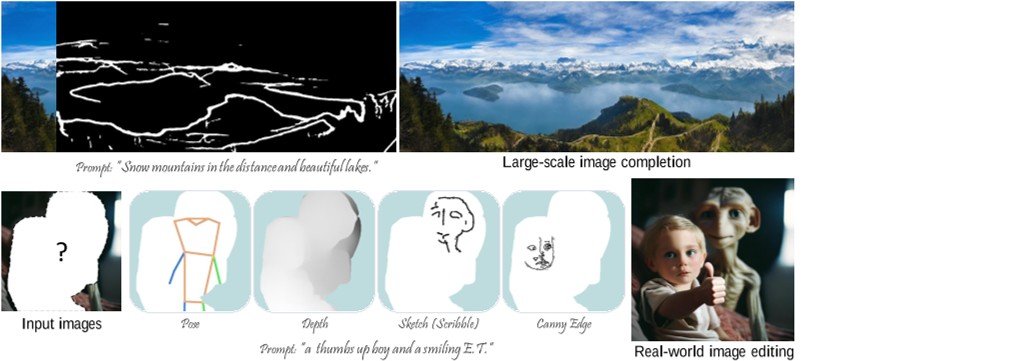 Prompt: "Snow mountains in the distance and beautiful lakes."
Large-scale image completion
?
Input images
Pose
Depth
Sketch (Scribble)
Canny Edge
Prompt: "a thumbs up boy and a smiling E.T."
Real-world image editing